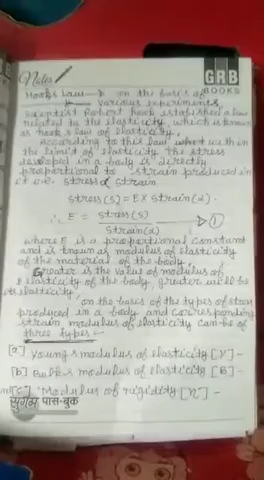 Notes
GRB
BOOKS
Hook's Law → on the basis of
various experiments,
scientist Robert hook established a law
related to the elasticity, which is known
as hook's law of elasticity,
according to this law with in
the limit of elasticity the stress
developed in a body is directly
proportional to strain produced in
it i.e. stress α strain
stress(s) = E x strain(α).
∴ E = stress(s) / strain(α) → ①
where E is a proportional constant
and is known as modulus of elasticity
of the material of the body.
Greater is the value of modulus of
elasticity of the body, greater will be
its elasticity.
on the bases of the types of stress
produced in a body and corresponding
strain modulus of elasticity can be of
three types –
[a] young's modulus of elasticity [Y] –
[b] Bulk's modulus of elasticity [B] –
[c] Modulus of rigidity [η] –
सुगम पास-बुक